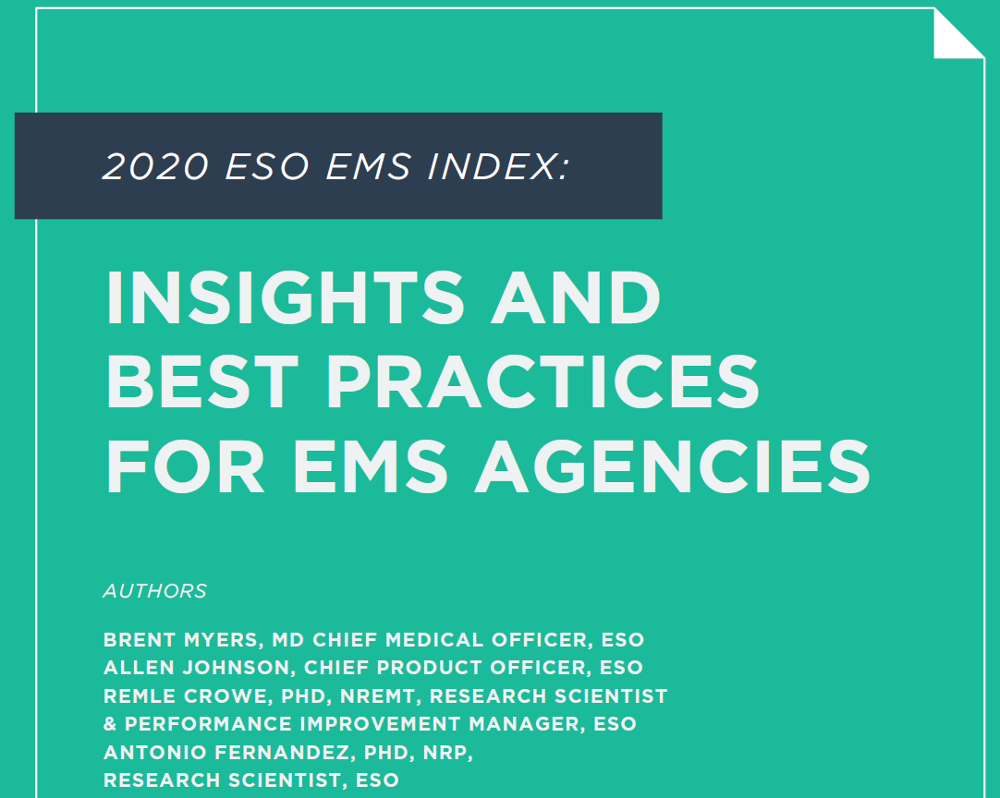 2020 ESO EMS INDEX:
INSIGHTS AND
BEST PRACTICES
FOR EMS AGENCIES
AUTHORS
BRENT MYERS, MD CHIEF MEDICAL OFFICER, ESO
ALLEN JOHNSON, CHIEF PRODUCT OFFICER, ESO
REMLE CROWE, PHD, NREMT, RESEARCH SCIENTIST
& PERFORMANCE IMPROVEMENT MANAGER, ESO
ANTONIO FERNANDEZ, PHD, NRP,
RESEARCH SCIENTIST, ESO